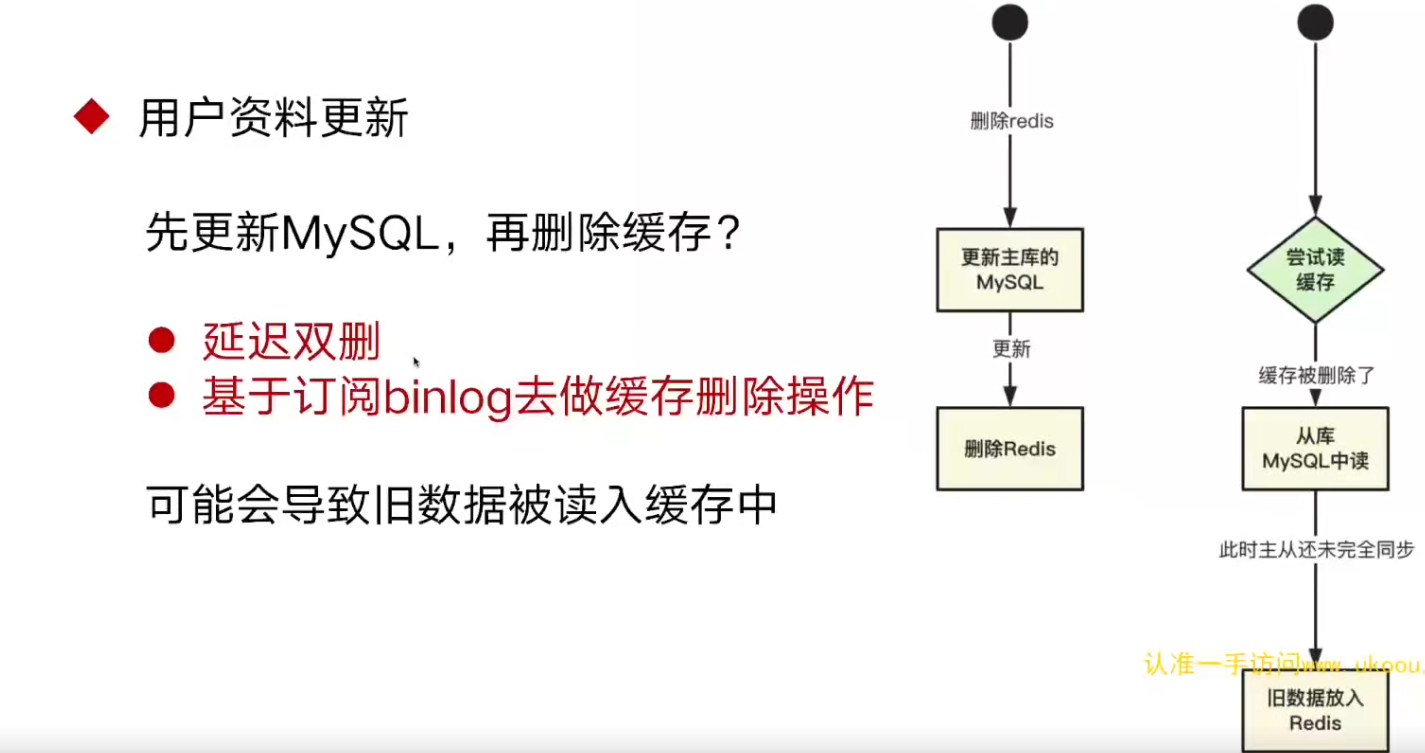 用户资料更新
先更新MySQL，再删除缓存？
延迟双删
基于订阅binlog去做缓存删除操作
可能会导致旧数据被读入缓存中
删除redis
更新主库的
MySQL
更新
删除Redis
尝试读
缓存
缓存被删除了
从库
MySQL中读
此时主从还未完全同步
认准一手访问www.ukoou.
旧数据放入
Redis